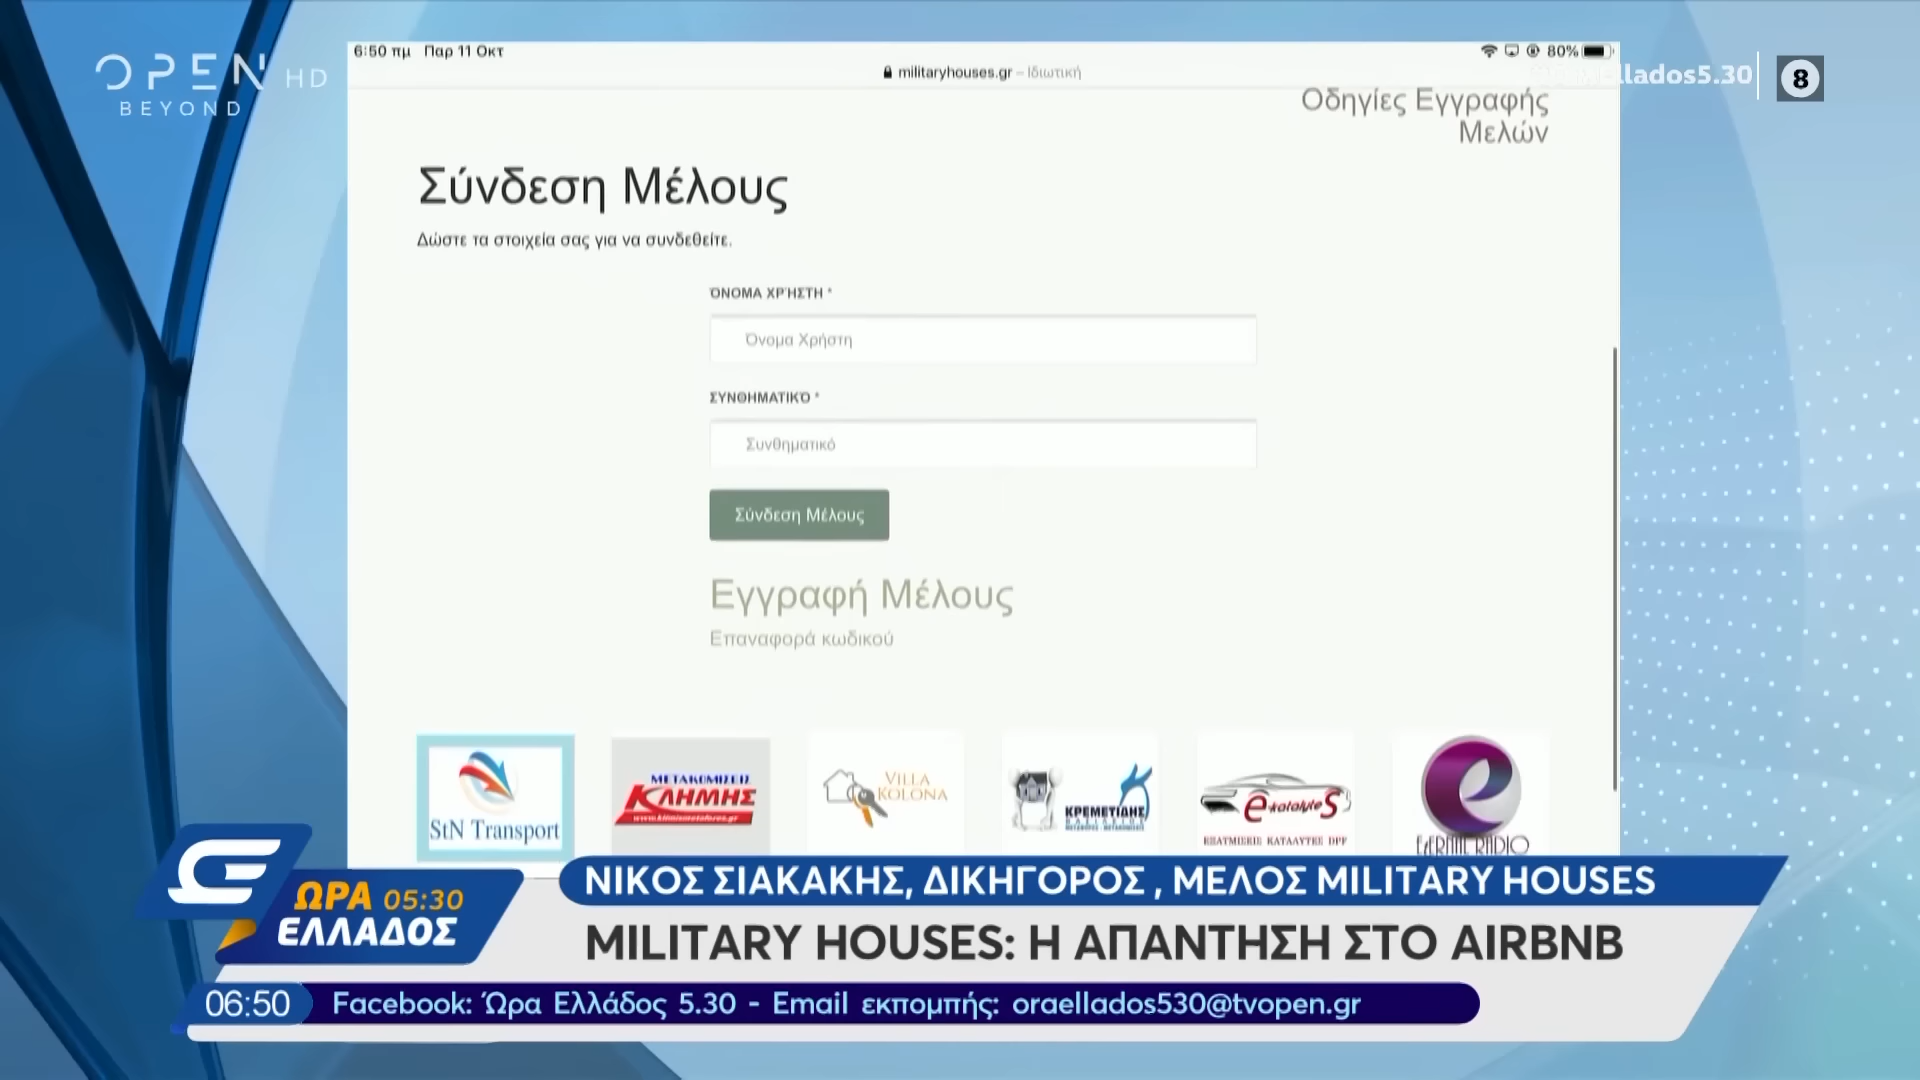 OPEN HD
BEYOND
6:50 πμ Παρ 11 Οκτ
80%
militaryhouses.gr – Ιδιωτική
llados5.30
8
Οδηγίες Εγγραφής
Μελών
Σύνδεση Μέλους
Δώστε τα στοιχεία σας για να συνδεθείτε.
ΌΝΟΜΑ ΧΡΉΣΤΗ *
Όνομα Χρήστη
ΣΥΝΘΗΜΑΤΙΚΌ *
Συνθηματικό
Σύνδεση Μέλους
Εγγραφή Μέλους
Επαναφορά κωδικού
StN Transport
ΜΕΤΑΚΟΜΙΣΕΙΣ
ΚΛΗΜΗΣ
VILLA
KOLONA
ΚΡΕΜΕΤΙΔΗΣ
e-katalyteS
ΕΞΑΤΜΙΣΕΙΣ ΚΑΤΑΛΥΤΕΣ DPF
ΝΙΚΟΣ ΣΙΑΚΑΚΗΣ, ΔΙΚΗΓΟΡΟΣ , ΜΕΛΟΣ MILITARY HOUSES
ΩΡΑ 05:30
ΕΛΛΑΔΟΣ
MILITARY HOUSES: Η ΑΠΑΝΤΗΣΗ ΣΤΟ AIRBNB
06:50
Facebook: Ώρα Ελλάδος 5.30 - Email εκπομπής: oraellados530@tvopen.gr